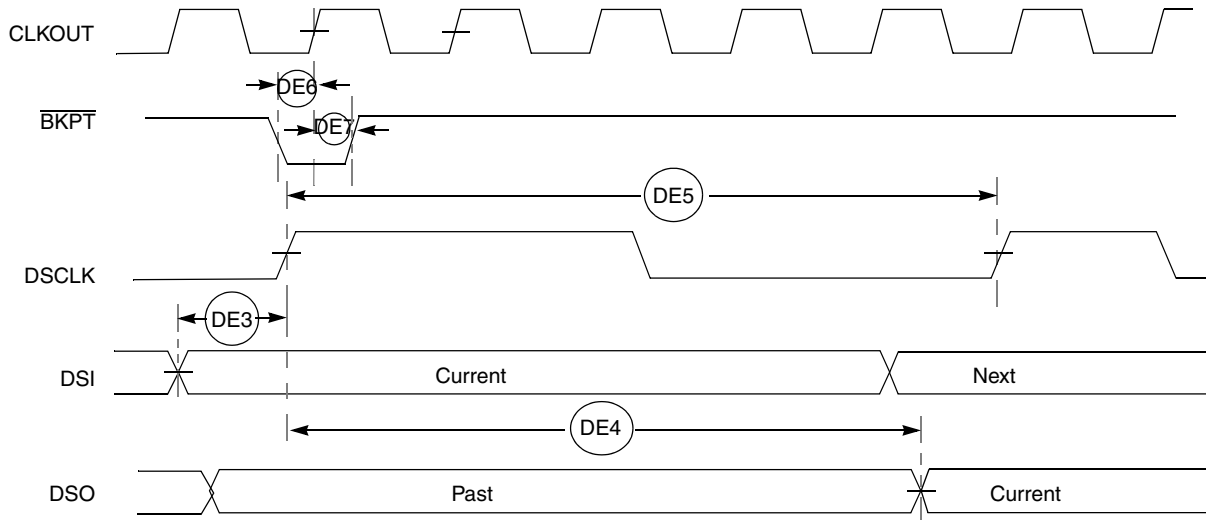 CLKOUT
DE6
BKPT
DE7
DE5
DSCLK
DE3
DSI
Current
Next
DE4
DSO
Past
Current